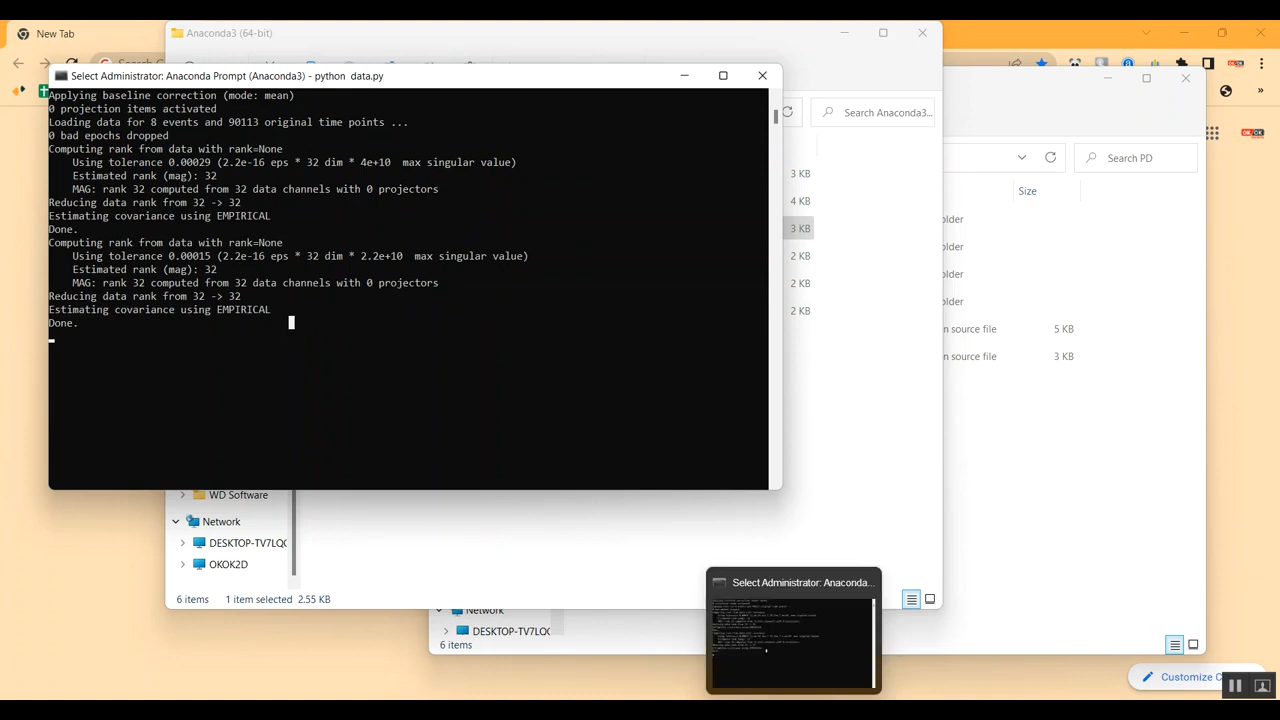 New Tab
Anaconda3 (64-bit)
Select Administrator: Anaconda Prompt (Anaconda3) - python data.py
Applying baseline correction (mode: mean)
0 projection items activated
Loading data for 8 events and 90113 original time points ...
0 bad epochs dropped
Computing rank from data with rank=None
Using tolerance 0.00029 (2.2e-16 eps * 32 dim * 4e+10 max singular value)
Estimated rank (mag): 32
MAG: rank 32 computed from 32 data channels with 0 projectors
Reducing data rank from 32 -> 32
Estimating covariance using EMPIRICAL
Done.
Computing rank from data with rank=None
Using tolerance 0.00015 (2.2e-16 eps * 32 dim * 2.2e+10 max singular value)
Estimated rank (mag): 32
MAG: rank 32 computed from 32 data channels with 0 projectors
Reducing data rank from 32 -> 32
Estimating covariance using EMPIRICAL
Done.
Search Anaconda3...
3 KB
4 KB
3 KB
2 KB
2 KB
2 KB
Search PD
Size
older
older
older
older
n source file 5 KB
n source file 3 KB
WD Software
Network
DESKTOP-TV7LQ
OKOK2D
6 items 1 item selected 2.55 KB
Network
DESKTOP-TV7LQ
6 items
Select Administrator: Anaconda...
Customize C